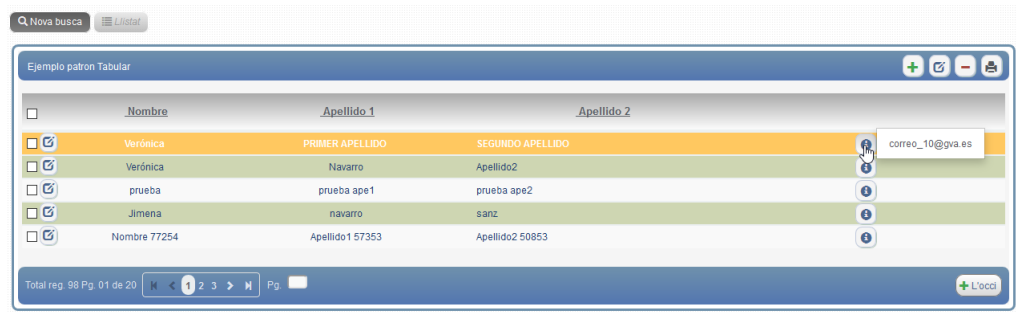 Nova busca Llistat
Ejemplo patron Tabular
Nombre Apellido 1 Apellido 2
Verónica PRIMER APELLIDO SEGUNDO APELLIDO correo_10@gva.es
Verónica Navarro Apellido2
prueba prueba ape1 prueba ape2
Jimena navarro sanz
Nombre 77254 Apellido1 57353 Apellido2 50853
Total reg. 98 Pg. 01 de 20 1 2 3 Pg. L'occi